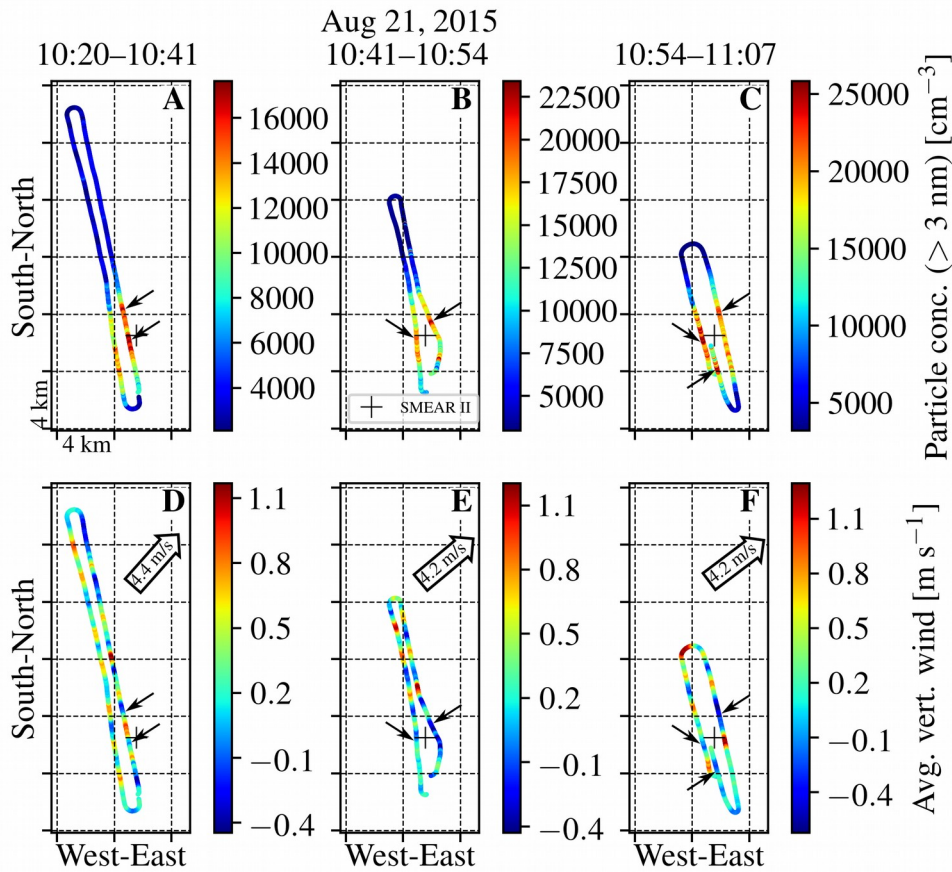 Aug 21, 2015
10:20–10:41 10:41–10:54 10:54–11:07
A B C
16000
14000
12000
10000
8000
6000
4000
22500
20000
17500
15000
12500
10000
7500
5000
25000
20000
15000
10000
5000
Particle conc. (> 3 nm) [cm⁻³]
South-North
4 km
4 km
SMEAR II
D E F
4.4 m/s
4.2 m/s
4.2 m/s
1.1
0.8
0.5
0.2
−0.1
−0.4
1.1
0.8
0.5
0.2
−0.1
−0.4
1.1
0.8
0.5
0.2
−0.1
−0.4
Avg. vert. wind [m s⁻¹]
South-North
West-East West-East West-East